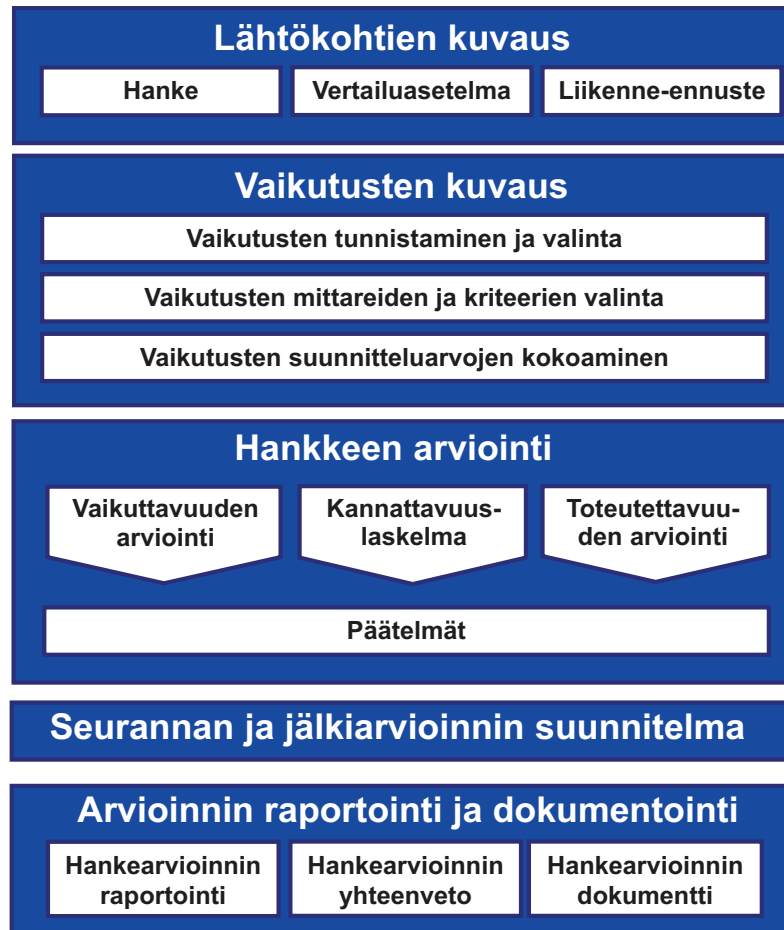 Lähtökohtien kuvaus
Hanke
Vertailuasetelma
Liikenne-ennuste
Vaikutusten kuvaus
Vaikutusten tunnistaminen ja valinta
Vaikutusten mittareiden ja kriteerien valinta
Vaikutusten suunnitteluarvojen kokoaminen
Hankkeen arviointi
Vaikuttavuuden
arviointi
Kannattavuus-
laskelma
Toteutettavuu-
den arviointi
Päätelmät
Seurannan ja jälkiarvioinnin suunnitelma
Arvioinnin raportointi ja dokumentointi
Hankearvioinnin
raportointi
Hankearvioinnin
yhteenveto
Hankearvioinnin
dokumentti